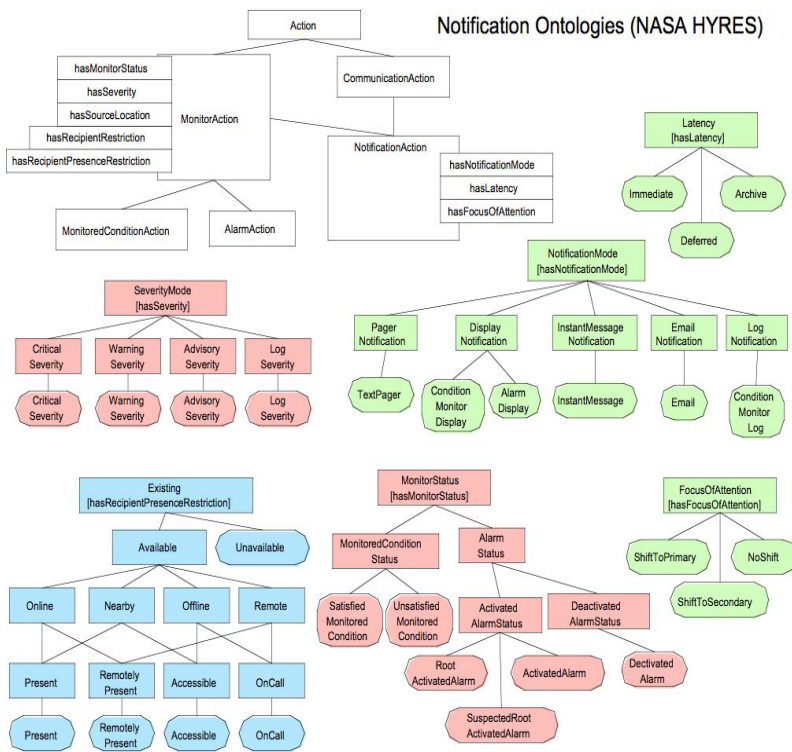 Notification Ontologies (NASA HYRES)
Action
hasMonitorStatus
hasSeverity
hasSourceLocation
hasRecipientRestriction
hasRecipientPresenceRestriction
MonitorAction
CommunicationAction
NotificationAction
hasNotificationMode
hasLatency
hasFocusOfAttention
MonitoredConditionAction
AlarmAction
Latency
[hasLatency]
Immediate
Archive
Deferred
SeverityMode
[hasSeverity]
Critical
Severity
Warning
Severity
Advisory
Severity
Log
Severity
Critical
Severity
Warning
Severity
Advisory
Severity
Log
Severity
NotificationMode
[hasNotificationMode]
Pager
Notification
Display
Notification
InstantMessage
Notification
Email
Notification
Log
Notification
TextPager
Condition
Monitor
Display
Alarm
Display
InstantMessage
Email
Condition
Monitor
Log
Existing
[hasRecipientPresenceRestriction]
Available
Unavailable
Online
Nearby
Offline
Remote
Present
Remotely
Present
Accessible
OnCall
Present
Remotely
Present
Accessible
OnCall
MonitorStatus
[hasMonitorStatus]
MonitoredCondition
Status
Alarm
Status
Satisfied
Monitored
Condition
Unsatisfied
Monitored
Condition
Activated
AlarmStatus
Deactivated
AlarmStatus
Root
ActivatedAlarm
ActivatedAlarm
Dectivated
Alarm
SuspectedRoot
ActivatedAlarm
FocusOfAttention
[hasFocusOfAttention]
ShiftToPrimary
NoShift
ShiftToSecondary